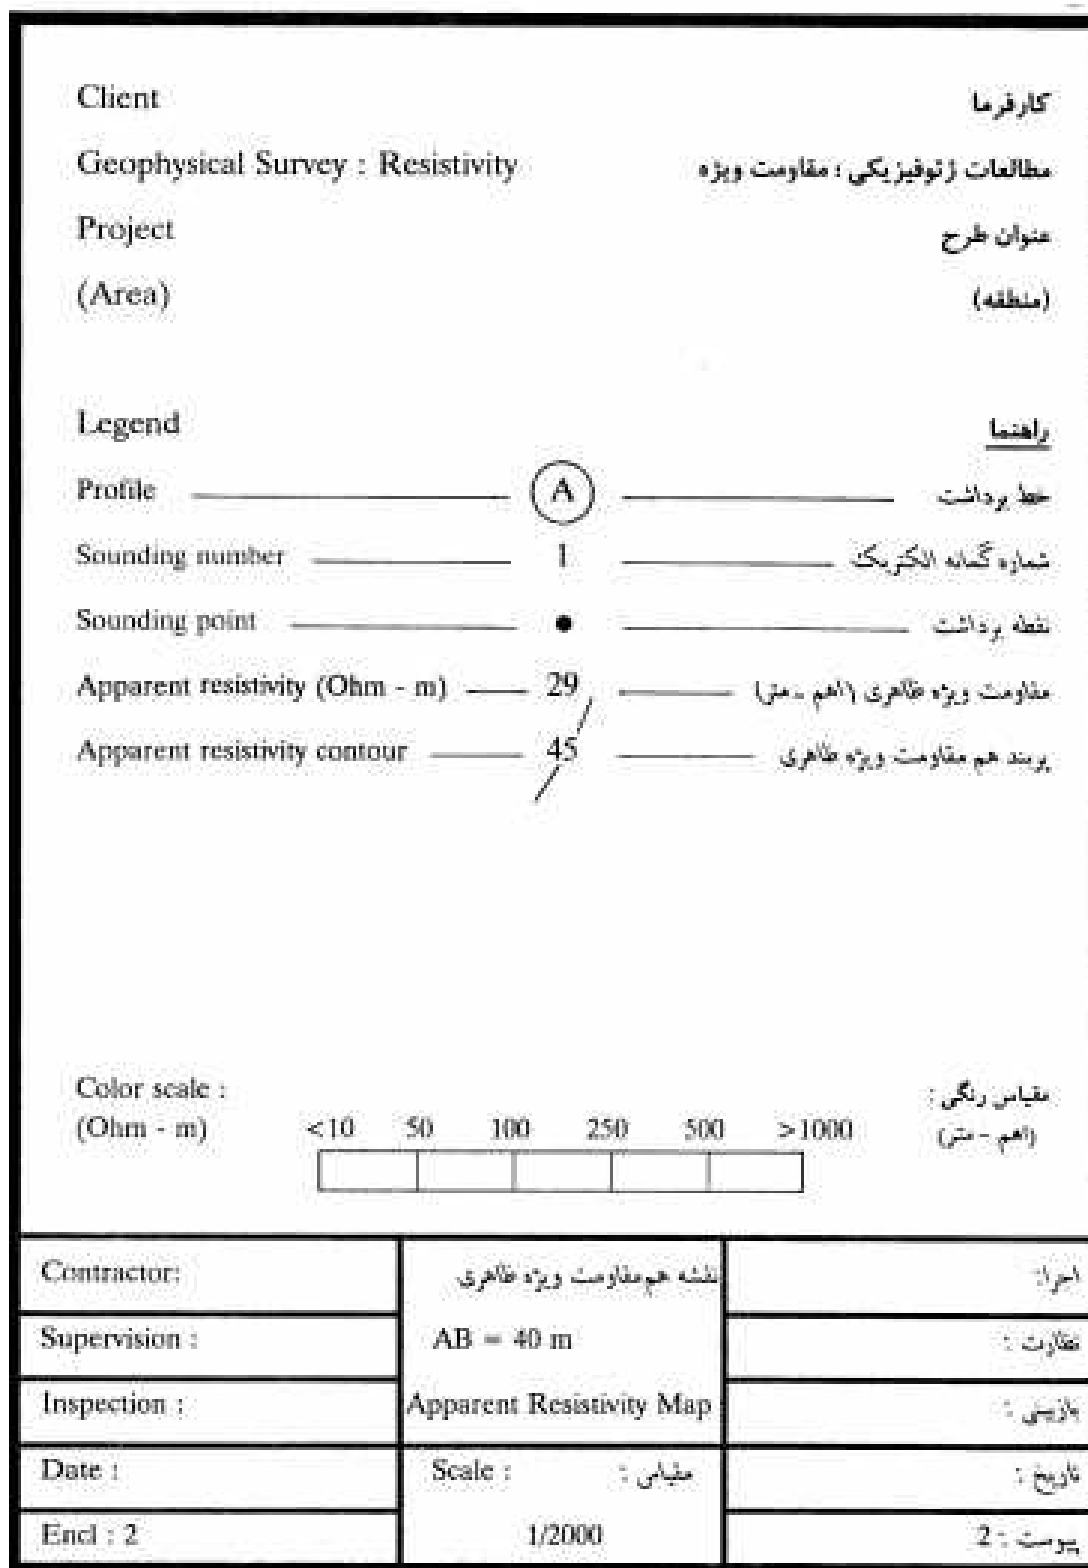 Client کارفرما
Geophysical Survey : Resistivity مطالعات ژئوفیزیکی : مقاومت ویژه
Project عنوان طرح
(Area) (منطقه)
Legend راهنما
Profile A خط برداشت
Sounding number 1 شماره گمانه الکتریک
Sounding point نقطه برداشت
Apparent resistivity (Ohm - m) 29 مقاومت ویژه ظاهری (اهم - متر)
Apparent resistivity contour 45 پربند هم مقاومت ویژه ظاهری
Color scale : مقیاس رنگی :
(Ohm - m) <10 50 100 250 500 >1000 (اهم - متر)
Contractor: نقشه هم‌مقاومت ویژه ظاهری اجرا:
Supervision : AB = 40 m نظارت :
Inspection : Apparent Resistivity Map بازبینی :
Date : Scale : مقیاس : تاریخ :
Encl : 2 1/2000 پیوست : 2